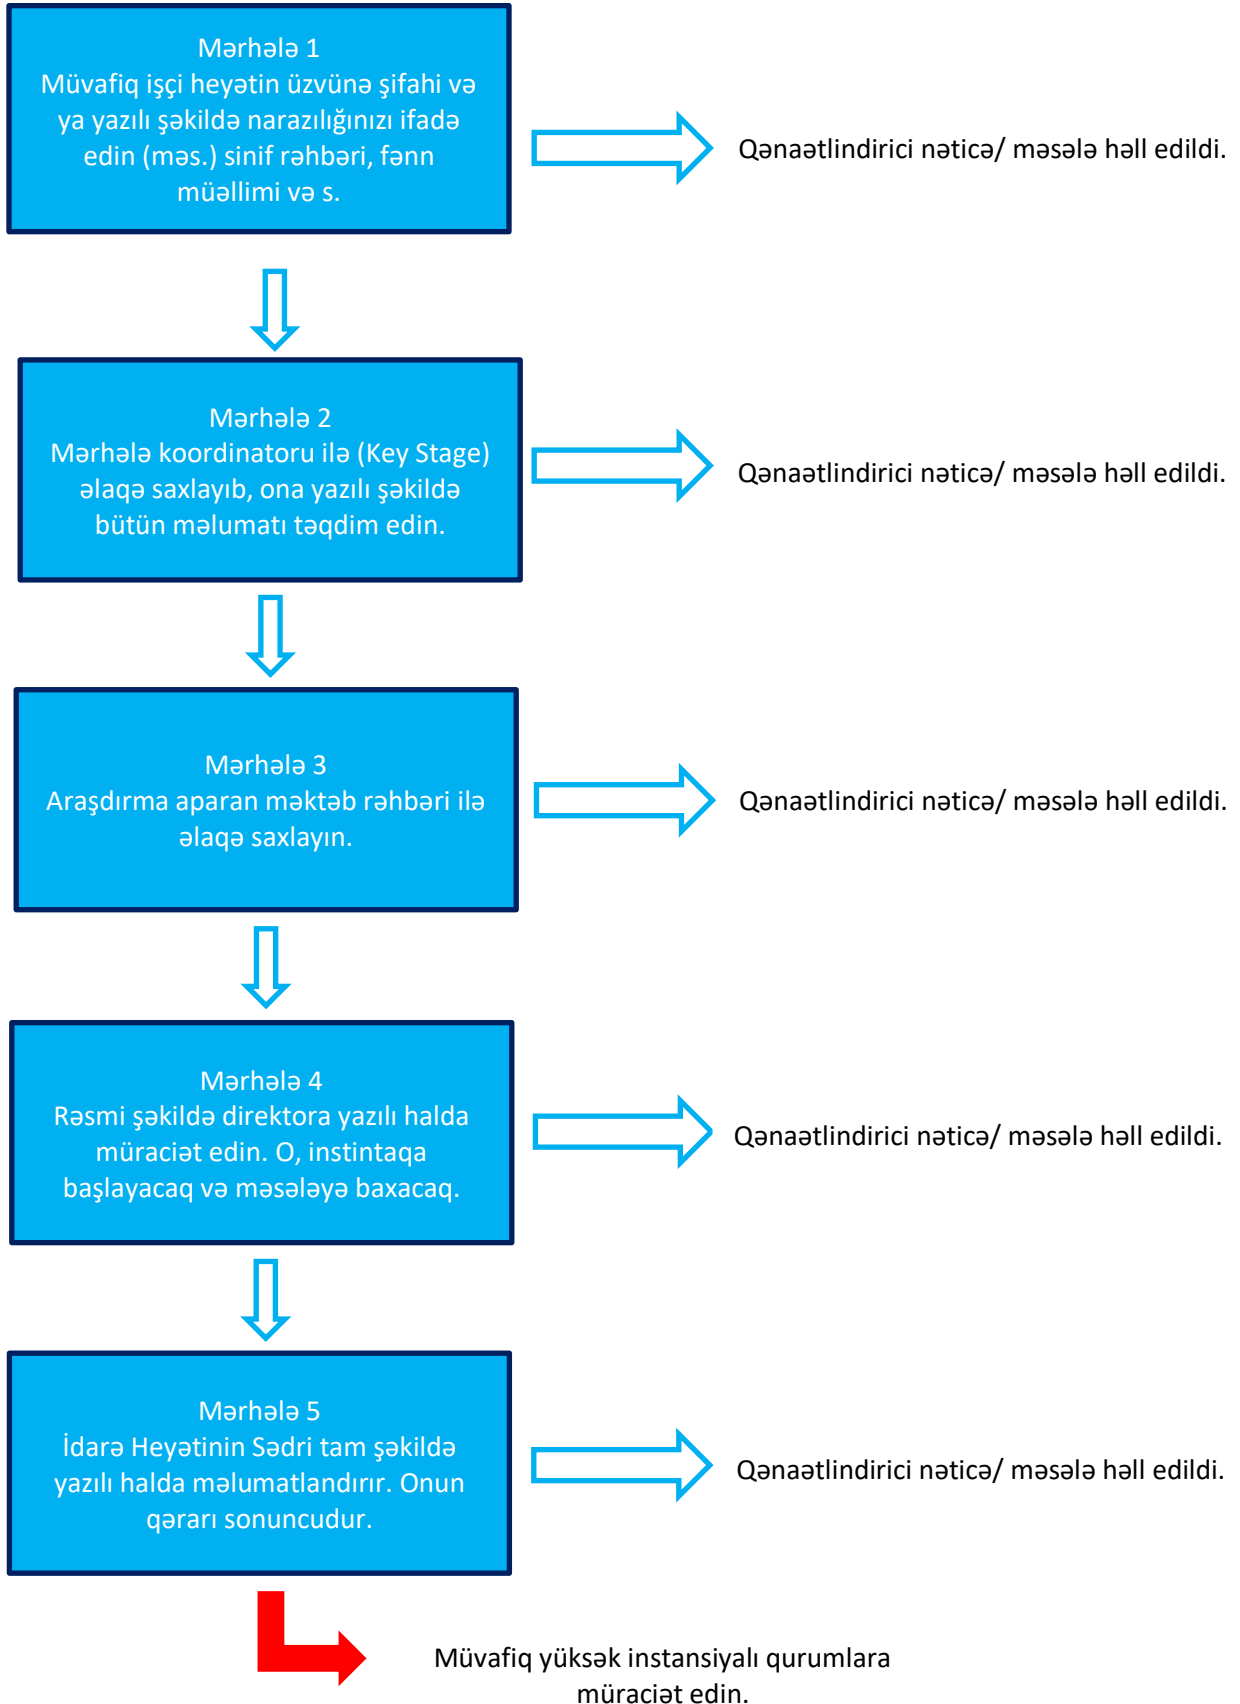 Mərhələ 1
Müvafiq işçi heyətin üzvünə şifahi və
ya yazılı şəkildə narazılığınızı ifadə
edin (məs.) sinif rəhbəri, fənn
müəllimi və s.
Qənaətlindirici nəticə/ məsələ həll edildi.
Mərhələ 2
Mərhələ koordinatoru ilə (Key Stage)
əlaqə saxlayıb, ona yazılı şəkildə
bütün məlumatı təqdim edin.
Qənaətlindirici nəticə/ məsələ həll edildi.
Mərhələ 3
Araşdırma aparan məktəb rəhbəri ilə
əlaqə saxlayın.
Qənaətlindirici nəticə/ məsələ həll edildi.
Mərhələ 4
Rəsmi şəkildə direktora yazılı halda
müraciət edin. O, instintaqa
başlayacaq və məsələyə baxacaq.
Qənaətlindirici nəticə/ məsələ həll edildi.
Mərhələ 5
İdarə Heyətinin Sədri tam şəkildə
yazılı halda məlumatlandırır. Onun
qərarı sonuncudur.
Qənaətlindirici nəticə/ məsələ həll edildi.
Müvafiq yüksək instansiyalı qurumlara
müraciət edin.